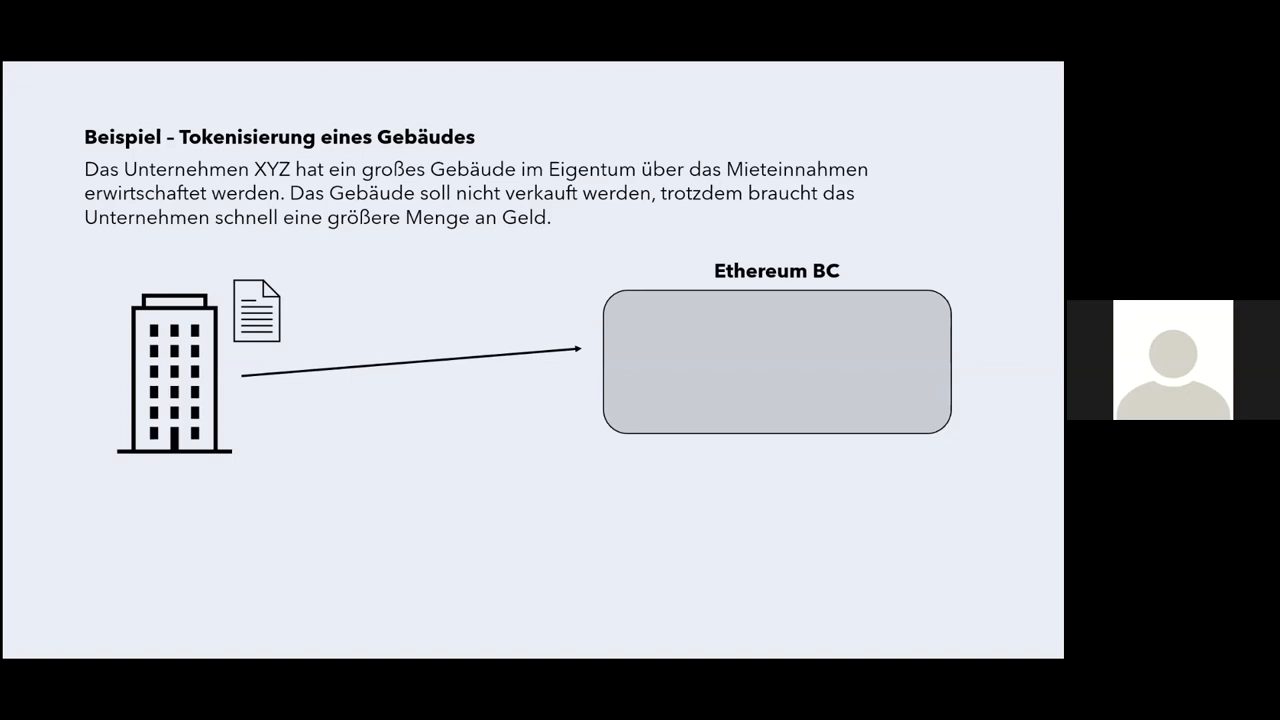 Beispiel – Tokenisierung eines Gebäudes
Das Unternehmen XYZ hat ein großes Gebäude im Eigentum über das Mieteinnahmen
erwirtschaftet werden. Das Gebäude soll nicht verkauft werden, trotzdem braucht das
Unternehmen schnell eine größere Menge an Geld.
Ethereum BC